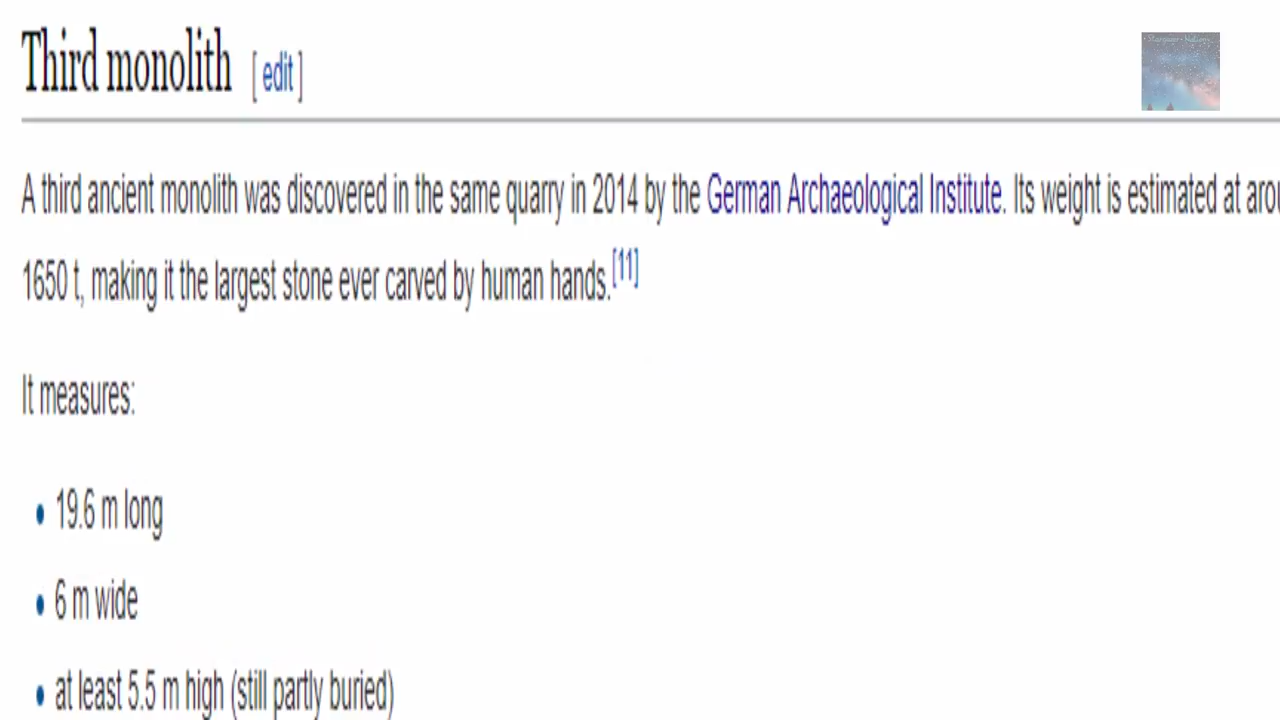 Third monolith [ edit ]
A third ancient monolith was discovered in the same quarry in 2014 by the German Archaeological Institute. Its weight is estimated at
1650 t, making it the largest stone ever carved by human hands.[11]
It measures:
• 19.6 m long
• 6 m wide
• at least 5.5 m high (still partly buried)